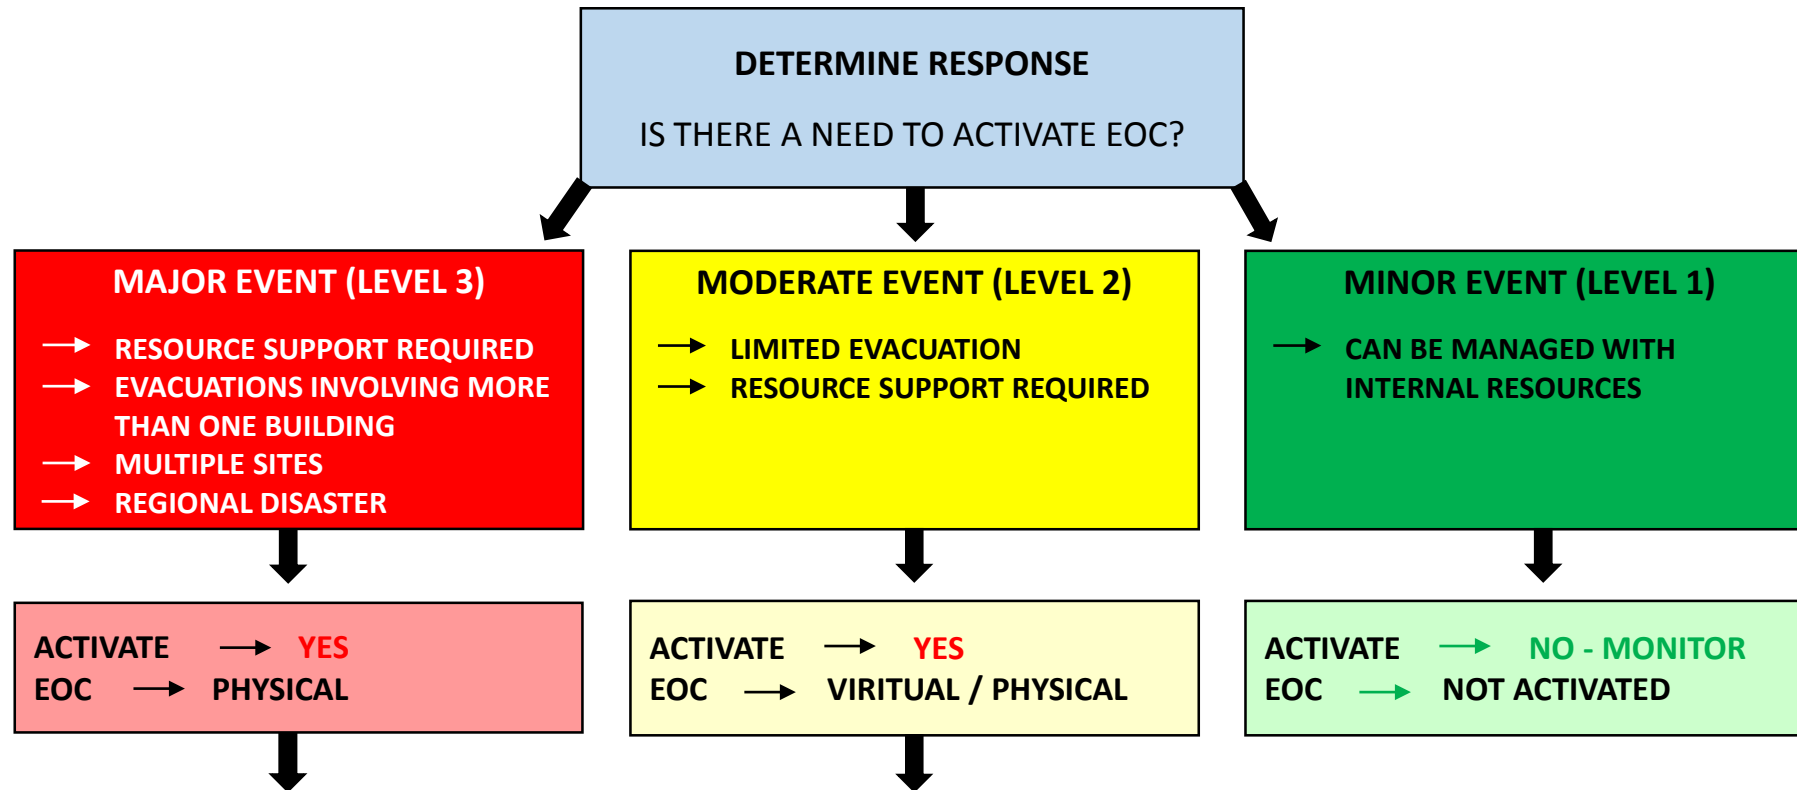 DETERMINE RESPONSE
IS THERE A NEED TO ACTIVATE EOC?
MAJOR EVENT (LEVEL 3)
RESOURCE SUPPORT REQUIRED
EVACUATIONS INVOLVING MORE
THAN ONE BUILDING
MULTIPLE SITES
REGIONAL DISASTER
MODERATE EVENT (LEVEL 2)
LIMITED EVACUATION
RESOURCE SUPPORT REQUIRED
MINOR EVENT (LEVEL 1)
CAN BE MANAGED WITH
INTERNAL RESOURCES
ACTIVATE → YES
EOC → PHYSICAL
ACTIVATE → YES
EOC → VIRITUAL / PHYSICAL
ACTIVATE → NO - MONITOR
EOC → NOT ACTIVATED